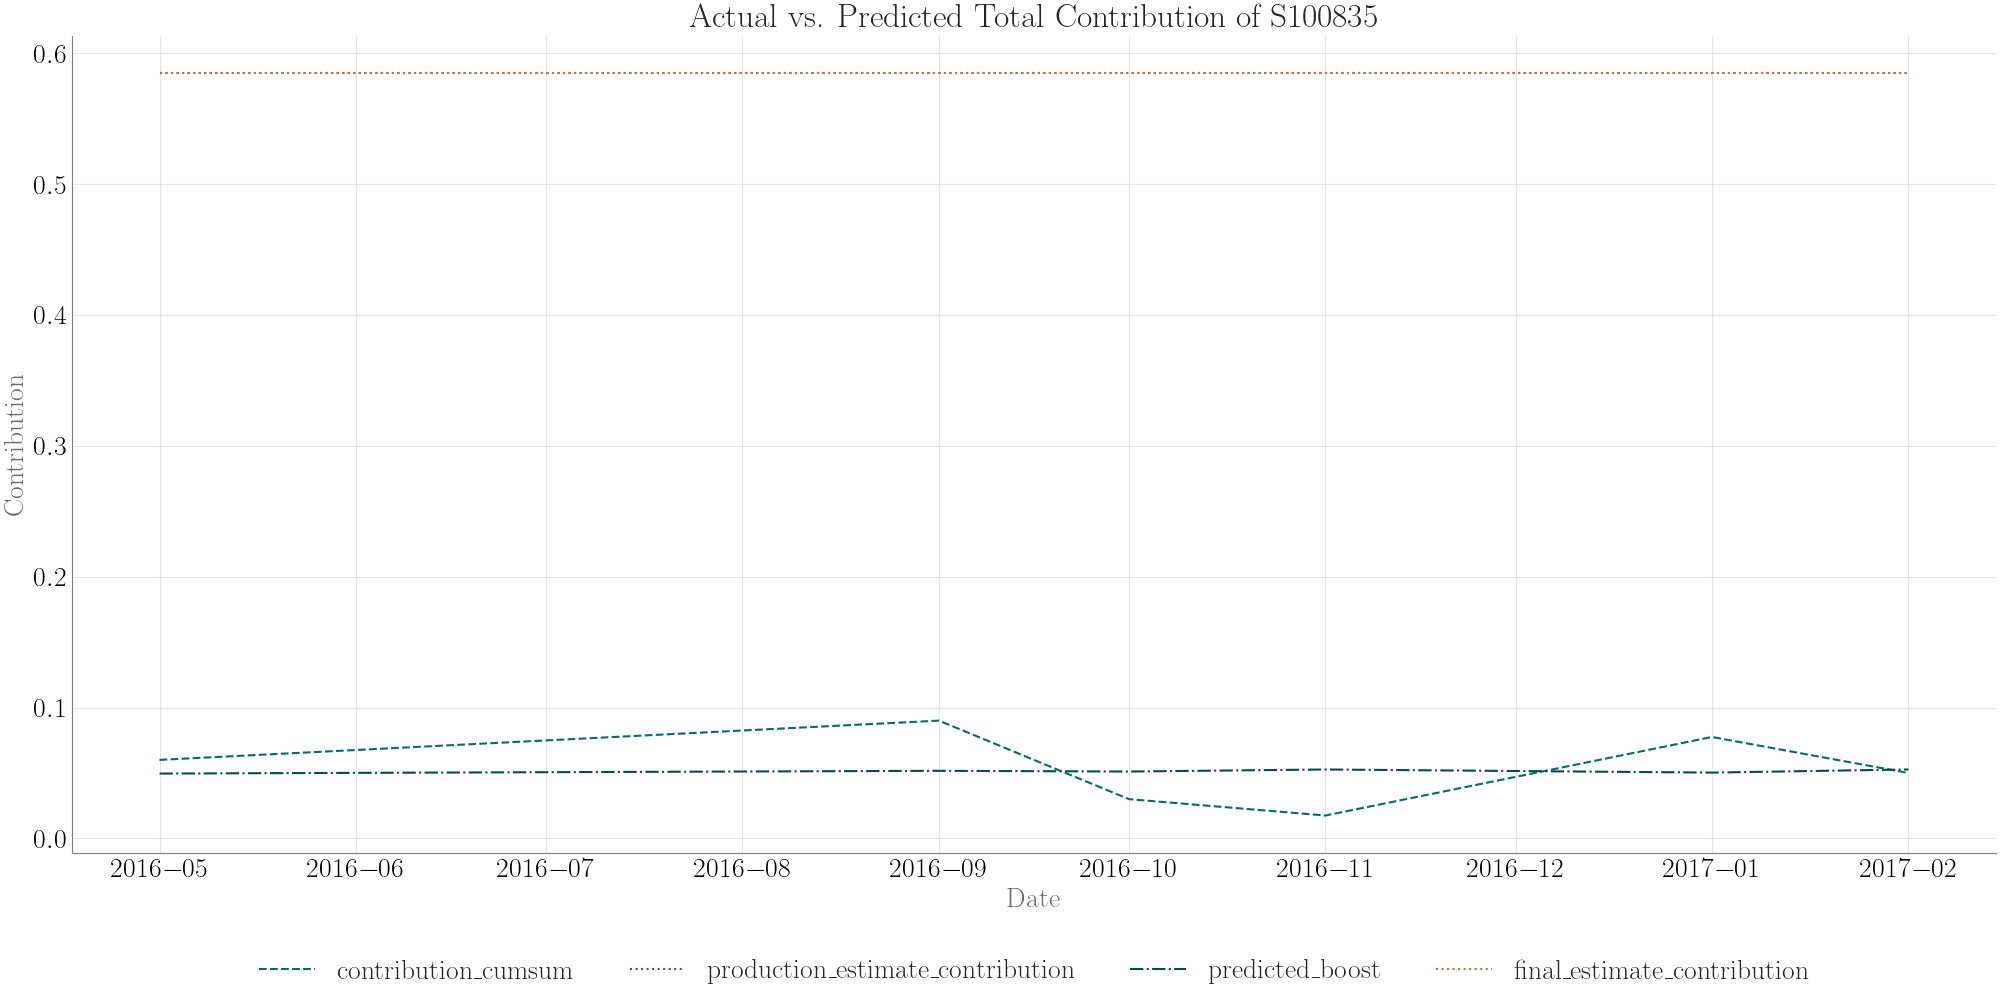 Actual vs. Predicted Total Contribution of S100835
0.6
0.5
0.4
0.3
0.2
0.1
0.0
Contribution
2016–05 2016–06 2016–07 2016–08 2016–09 2016–10 2016–11 2016–12 2017–01 2017–02
Date
contribution_cumsum production_estimate_contribution predicted_boost final_estimate_contribution